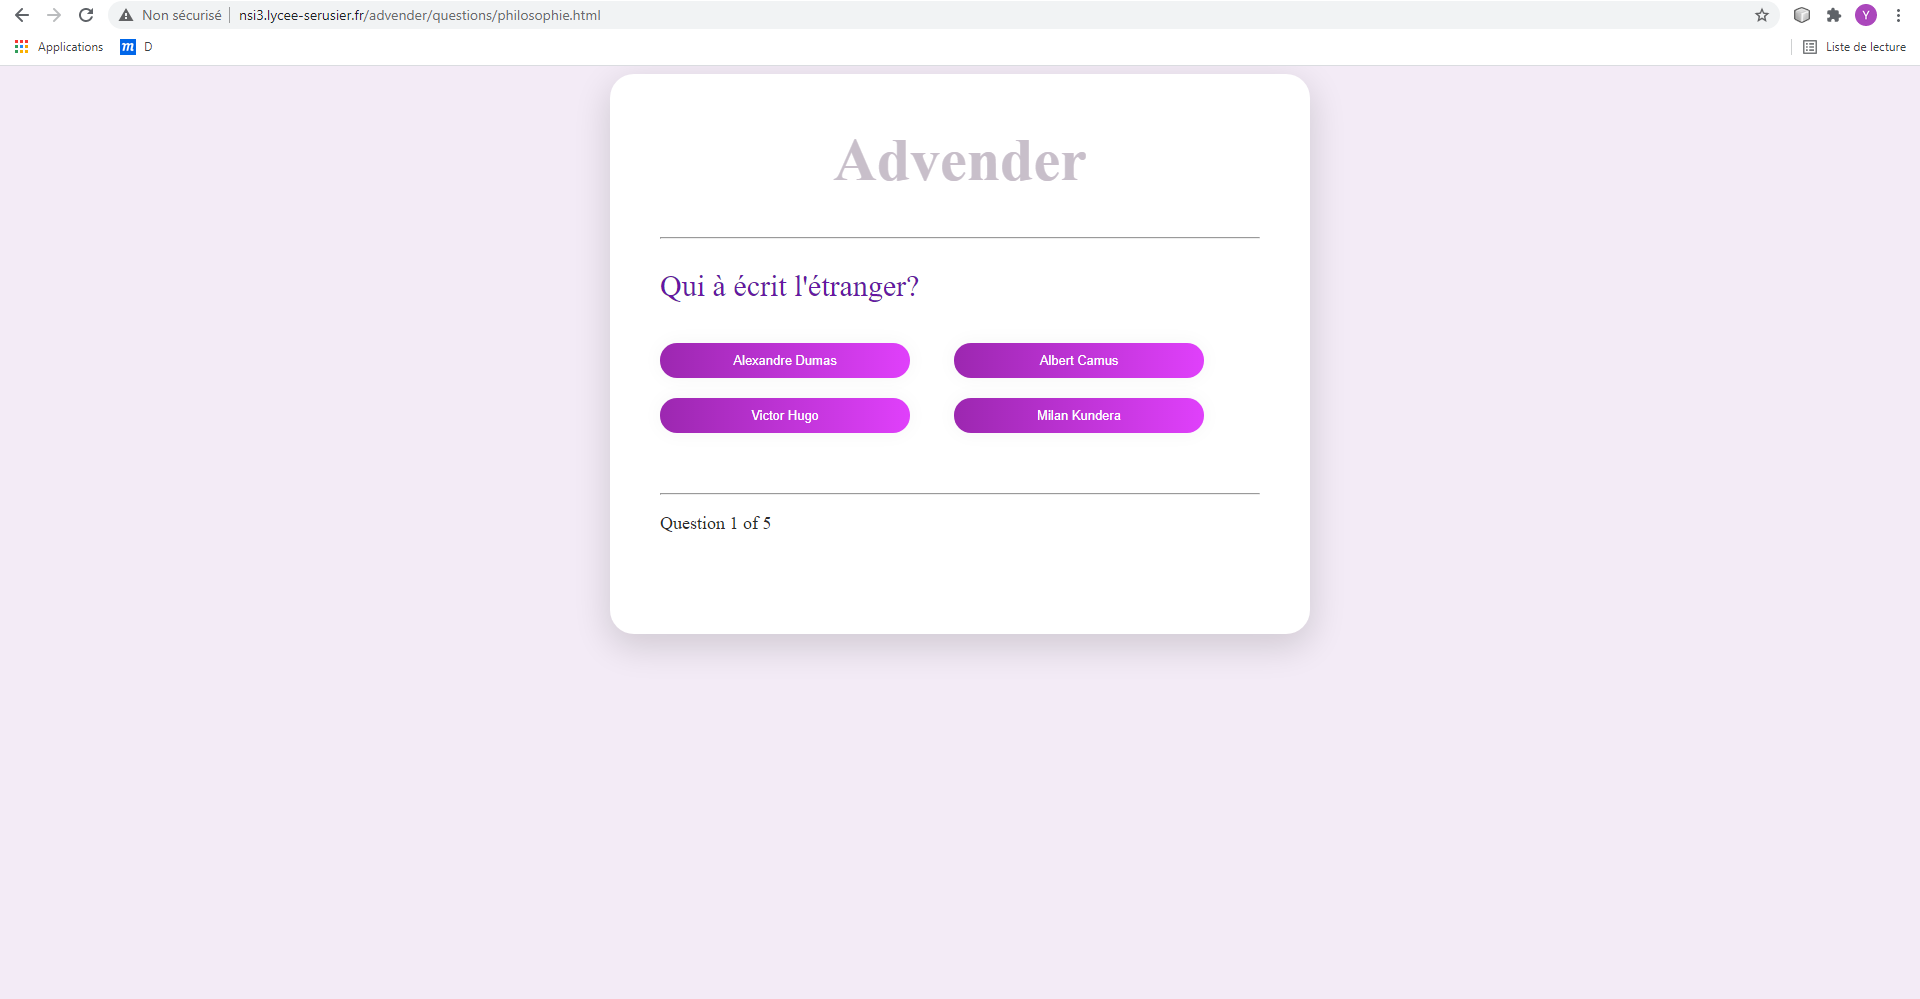 Non sécurisé nsi3.lycee-serusier.fr/advender/questions/philosophie.html Y
Applications m D Liste de lecture
Advender
Qui à écrit l'étranger?
Alexandre Dumas Albert Camus
Victor Hugo Milan Kundera
Question 1 of 5